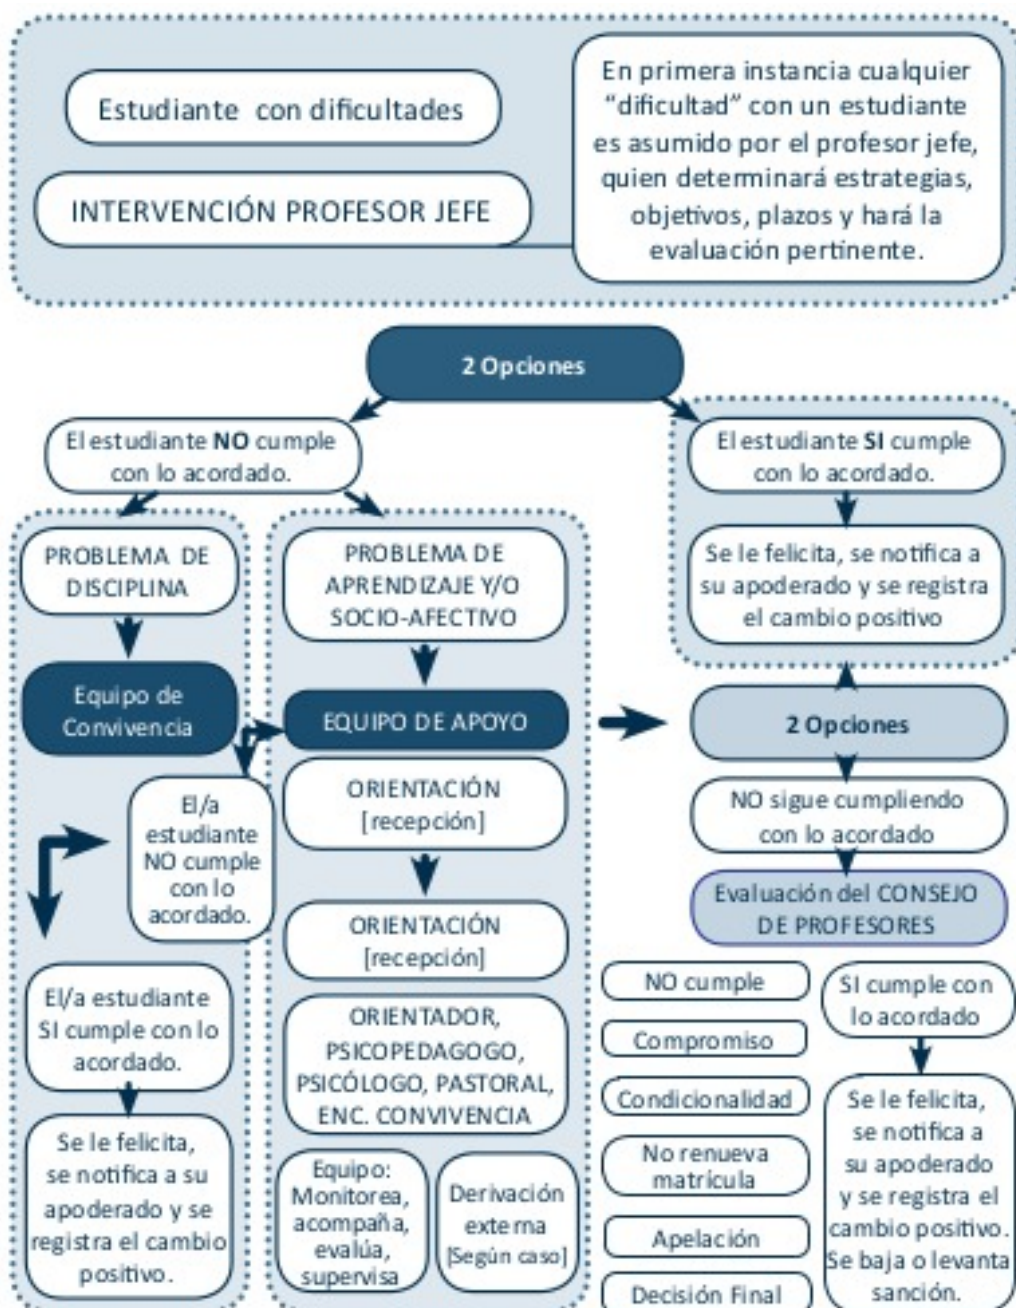 Estudiante con dificultades
INTERVENCIÓN PROFESOR JEFE
En primera instancia cualquier
“dificultad” con un estudiante
es asumido por el profesor jefe,
quien determinará estrategias,
objetivos, plazos y hará la
evaluación pertinente.
2 Opciones
El estudiante NO cumple
con lo acordado.
El estudiante SI cumple
con lo acordado.
Se le felicita, se notifica a
su apoderado y se registra
el cambio positivo
PROBLEMA DE
DISCIPLINA
Equipo de
Convivencia
El/a
estudiante
NO cumple
con lo
acordado.
El/a estudiante
SI cumple con lo
acordado.
Se le felicita,
se notifica a su
apoderado y se
registra el cambio
positivo.
PROBLEMA DE
APRENDIZAJE Y/O
SOCIO-AFECTIVO
EQUIPO DE APOYO
ORIENTACIÓN
[recepción]
ORIENTACIÓN
[recepción]
ORIENTADOR,
PSICOPEDAGOGO,
PSICÓLOGO, PASTORAL,
ENC. CONVIVENCIA
Equipo:
Monitorea,
acompaña,
evalúa,
supervisa
Derivación
externa
[Según caso]
2 Opciones
NO sigue cumpliendo
con lo acordado
Evaluación del CONSEJO
DE PROFESORES
NO cumple
Compromiso
Condicionalidad
No renueva
matrícula
Apelación
Decisión Final
SI cumple con
lo acordado
Se le felicita,
se notifica a
su apoderado
y se registra el
cambio positivo.
Se baja o levanta
sanción.